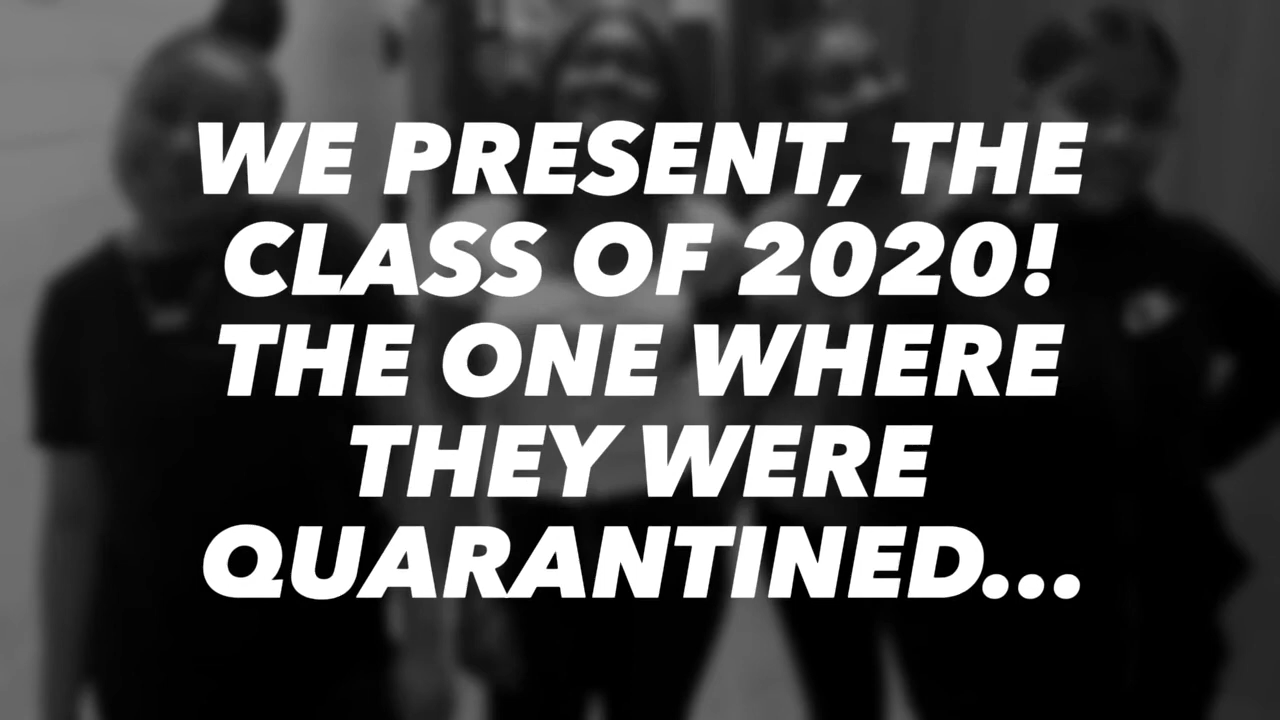 WE PRESENT, THE
CLASS OF 2020!
THE ONE WHERE
THEY WERE
QUARANTINED...